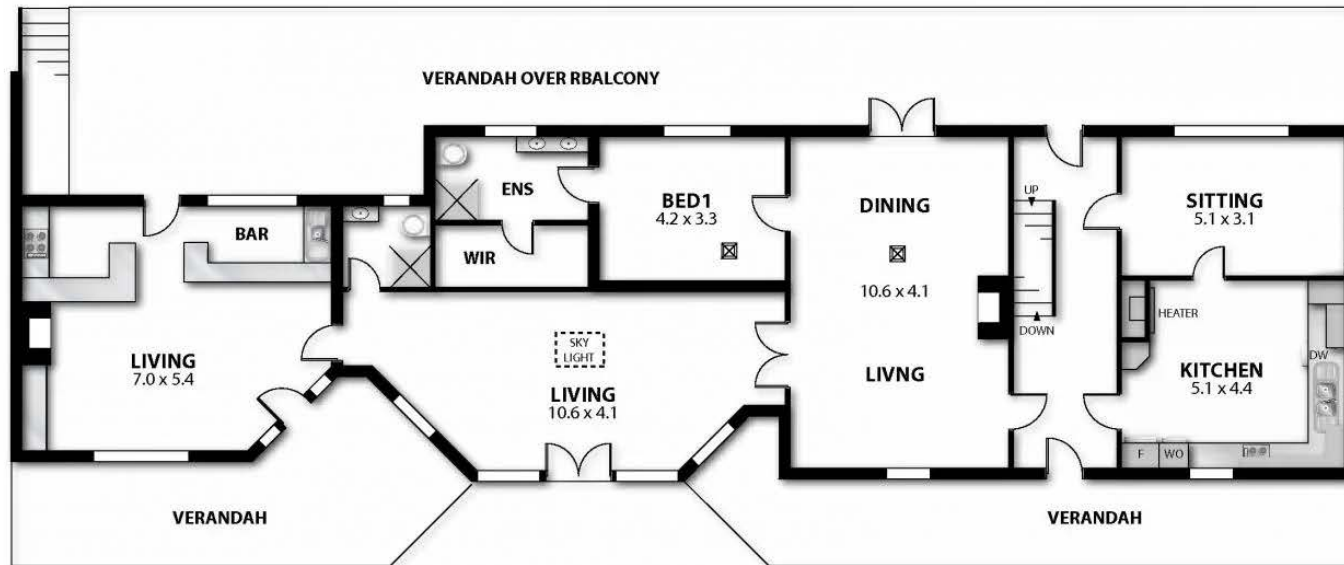 VERANDAH OVER RBALCONY
ENS
BED1
4.2 x 3.3
DINING
UP
SITTING
5.1 x 3.1
BAR
WIR
10.6 x 4.1
HEATER
DOWN
SKY
LIGHT
LIVING
7.0 x 5.4
LIVING
10.6 x 4.1
LIVNG
DW
KITCHEN
5.1 x 4.4
F
WO
VERANDAH
VERANDAH